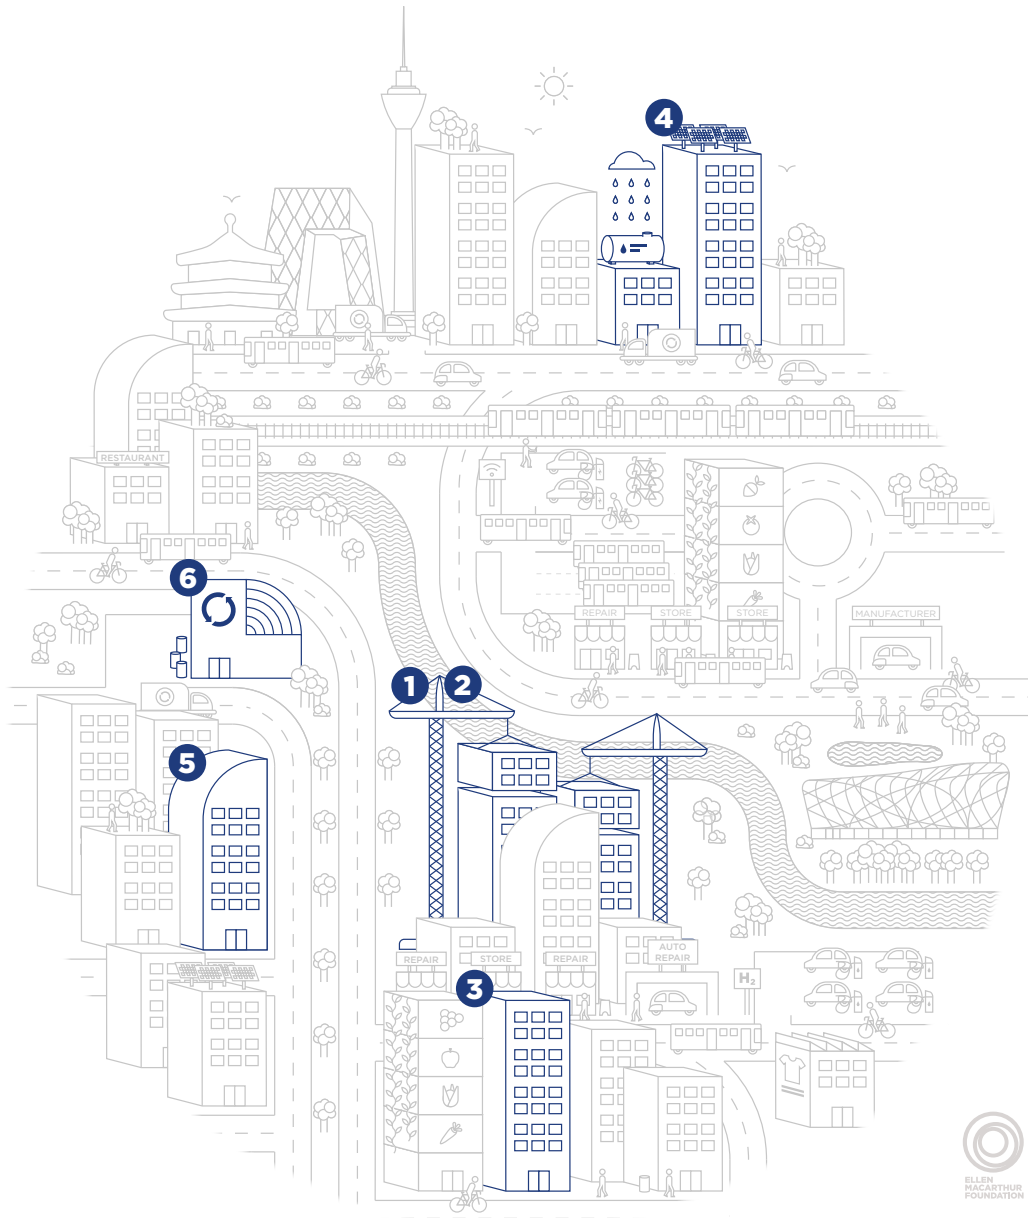 4
RESTAURANT
6
REPAIR
STORE
STORE
MANUFACTURER
1
2
5
REPAIR
STORE
REPAIR
AUTO
REPAIR
3
H₂
ELLEN
MACARTHUR
FOUNDATION